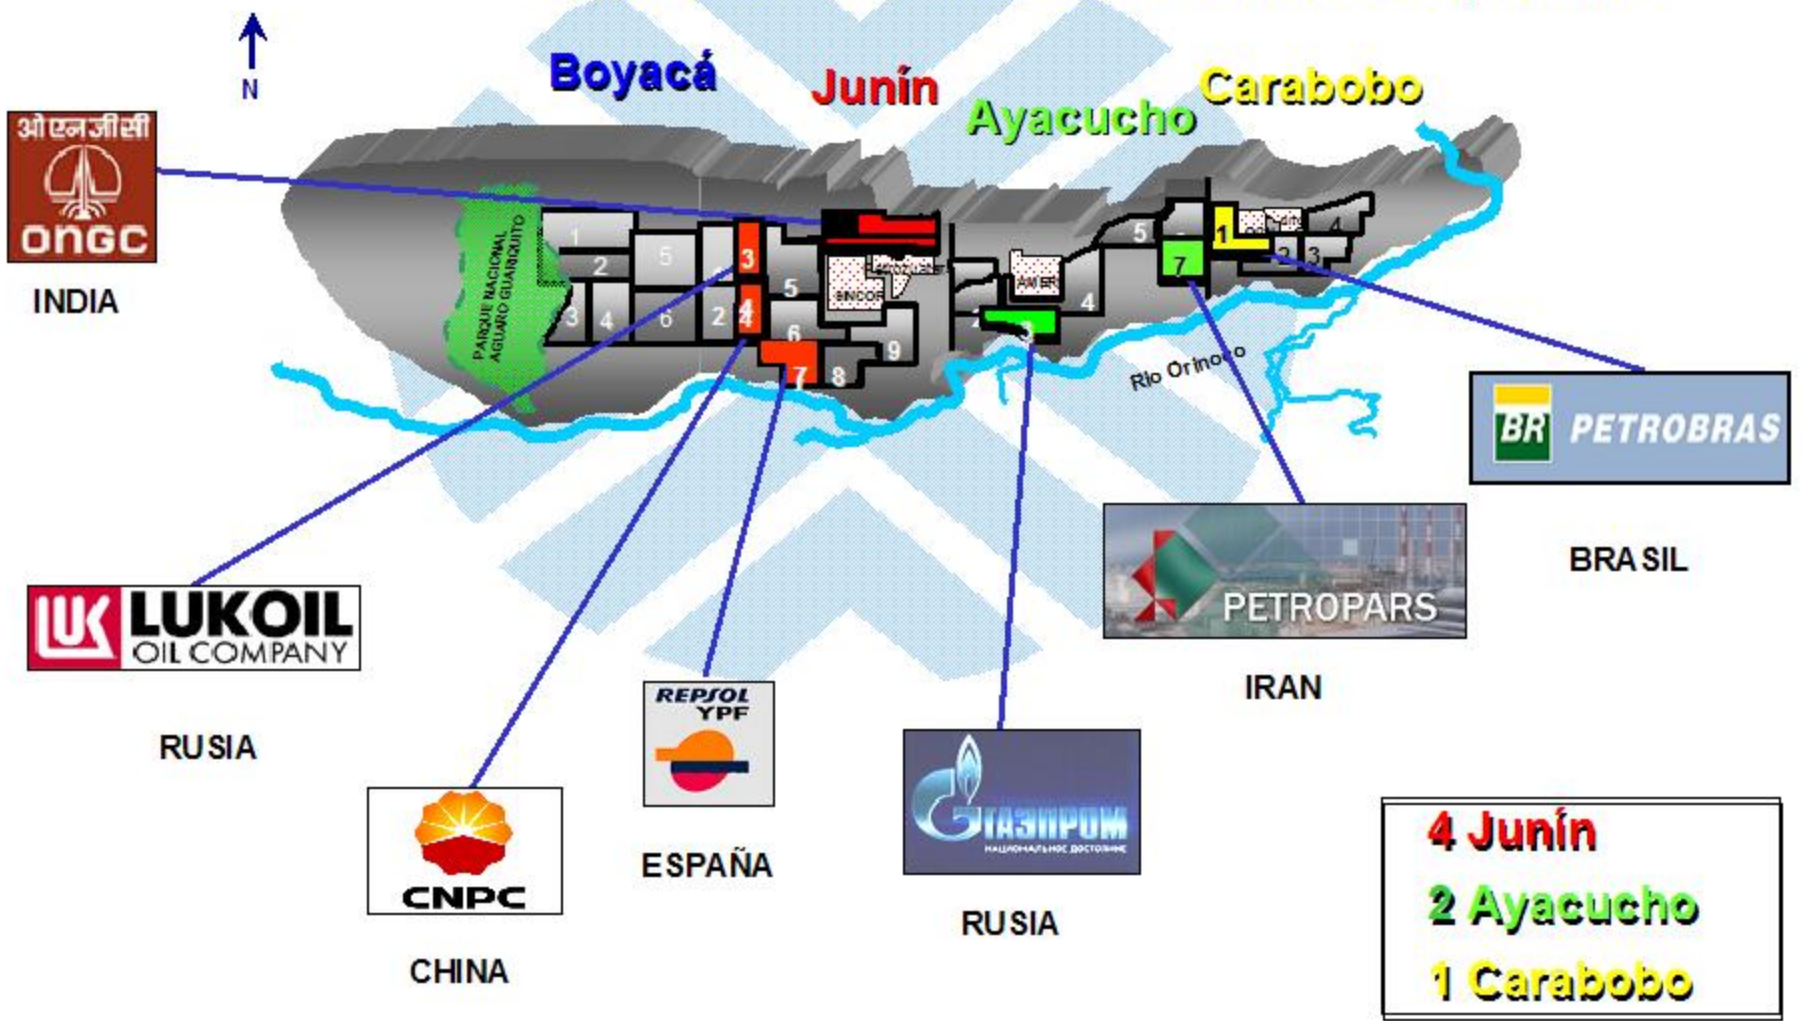 N
Boyacá
Junín
Ayacucho
Carabobo
ओएनजीसी
ONGC
INDIA
PARQUE NACIONAL
AGUARO GUARIQUITO
1
2
3
4
5
6
2
3
4
5
6
7
8
9
SINCOR
4
5
7
1
2
3
4
Rio Orinoco
BR PETROBRAS
BRASIL
PETROPARS
IRAN
LUKOIL
OIL COMPANY
RUSIA
REPSOL
YPF
ESPAÑA
ГАЗПРОМ
НАЦИОНАЛЬНОЕ ДОСТОЯНИЕ
RUSIA
CNPC
CHINA
4 Junín
2 Ayacucho
1 Carabobo